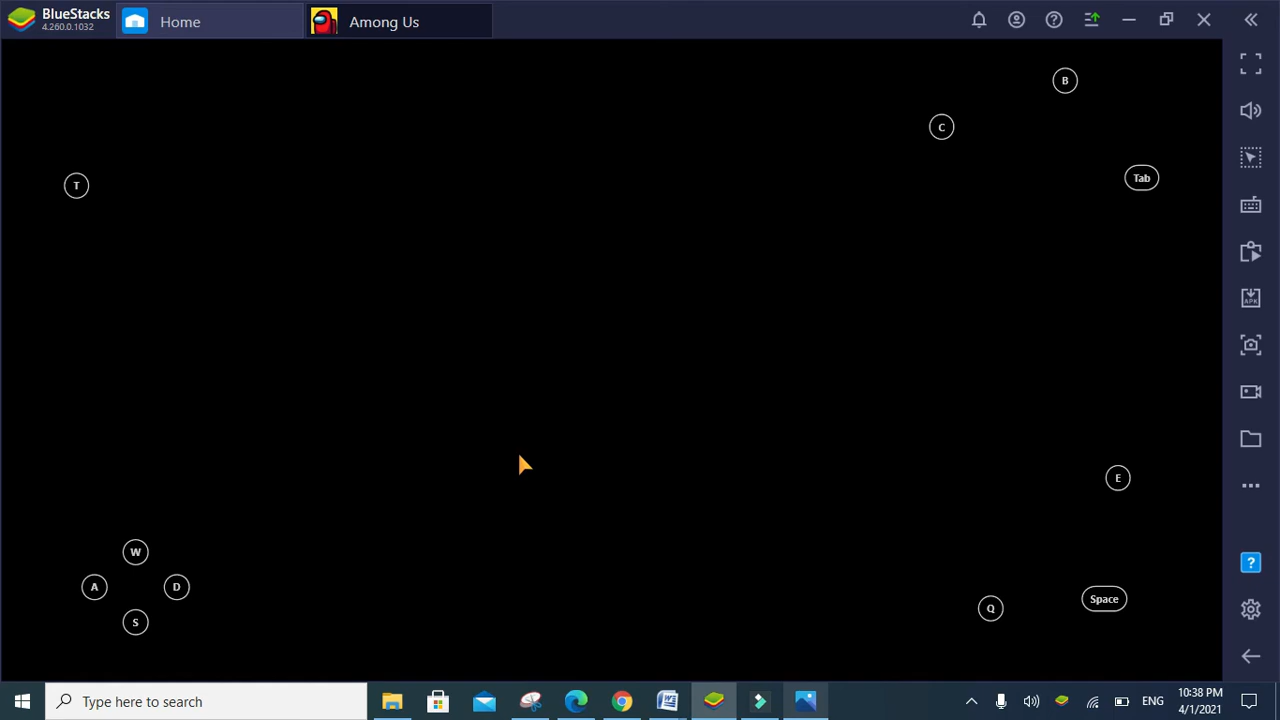 BlueStacks
4.260.0.1032
Home
Among Us
B
C
T
Tab
E
W
A
D
S
Q
Space
APK
?
Type here to search
ENG
10:38 PM
4/1/2021